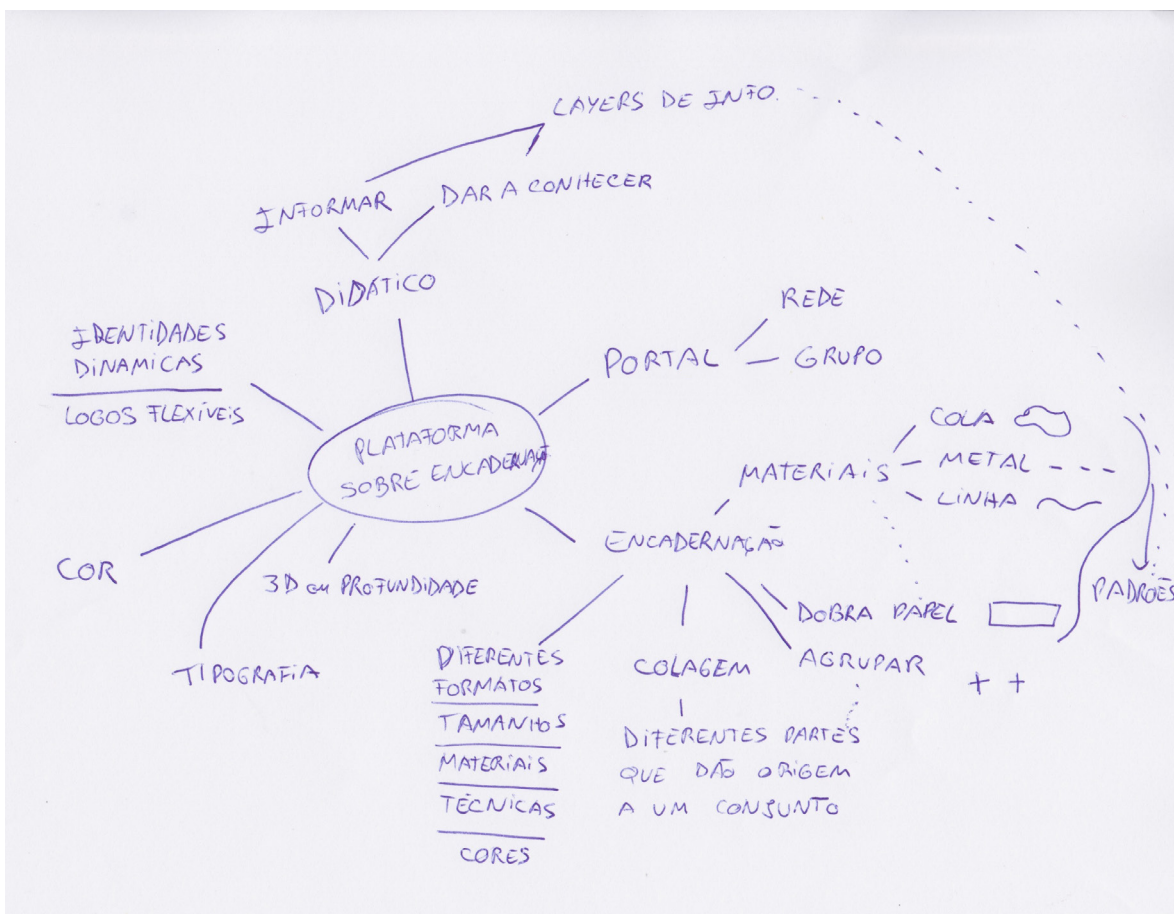 LAYERS DE INFO.
INFORMAR
DAR A CONHECER
DIDÁTICO
IDENTIDADES
DINAMICAS
LOGOS FLEXÍVEIS
REDE
PORTAL
GRUPO
PLATAFORMA
SOBRE ENCADERNAÇÃ
COLA
MATERIAIS
METAL
LINHA
ENCADERNAÇÃO
PADRÕES
COR
3D ou PROFUNDIDADE
TIPOGRAFIA
DOBRA PÁPEL
AGRUPAR
+ +
COLAGEM
DIFERENTES
FORMATOS
TAMANHOS
MATERIAIS
TÉCNICAS
CORES
DIFERENTES PARTES
QUE DÃO ORIGEM
A UM CONJUNTO